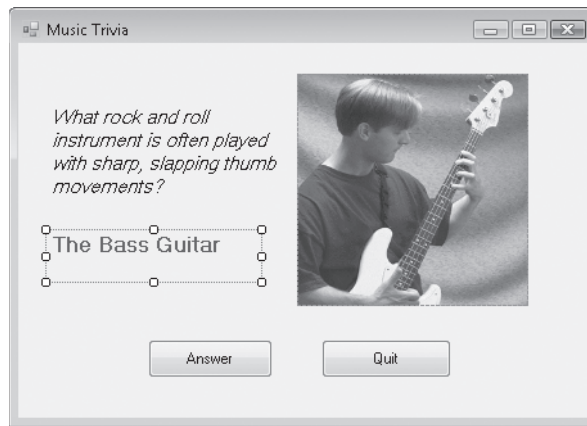 Music Trivia
What rock and roll
instrument is often played
with sharp, slapping thumb
movements?
The Bass Guitar
Answer
Quit